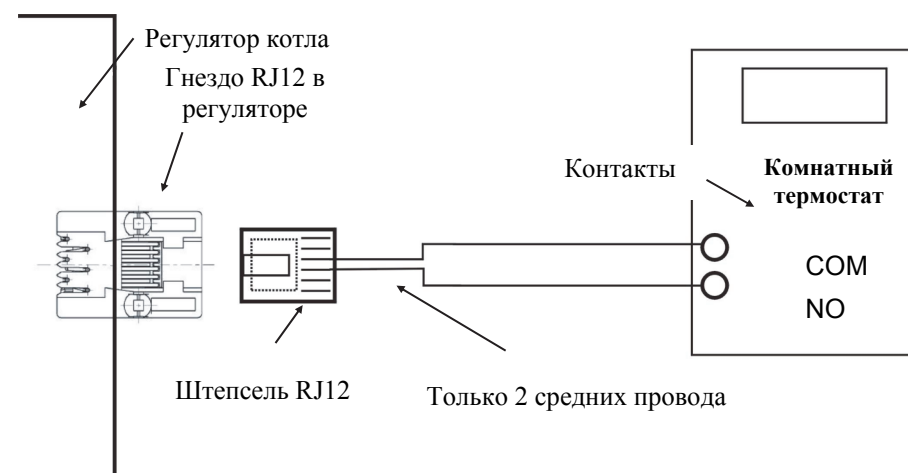 Регулятор котла
Гнездо RJ12 в
регуляторе
Контакты
Комнатный
термостат
COM
NO
Штепсель RJ12
Только 2 средних провода